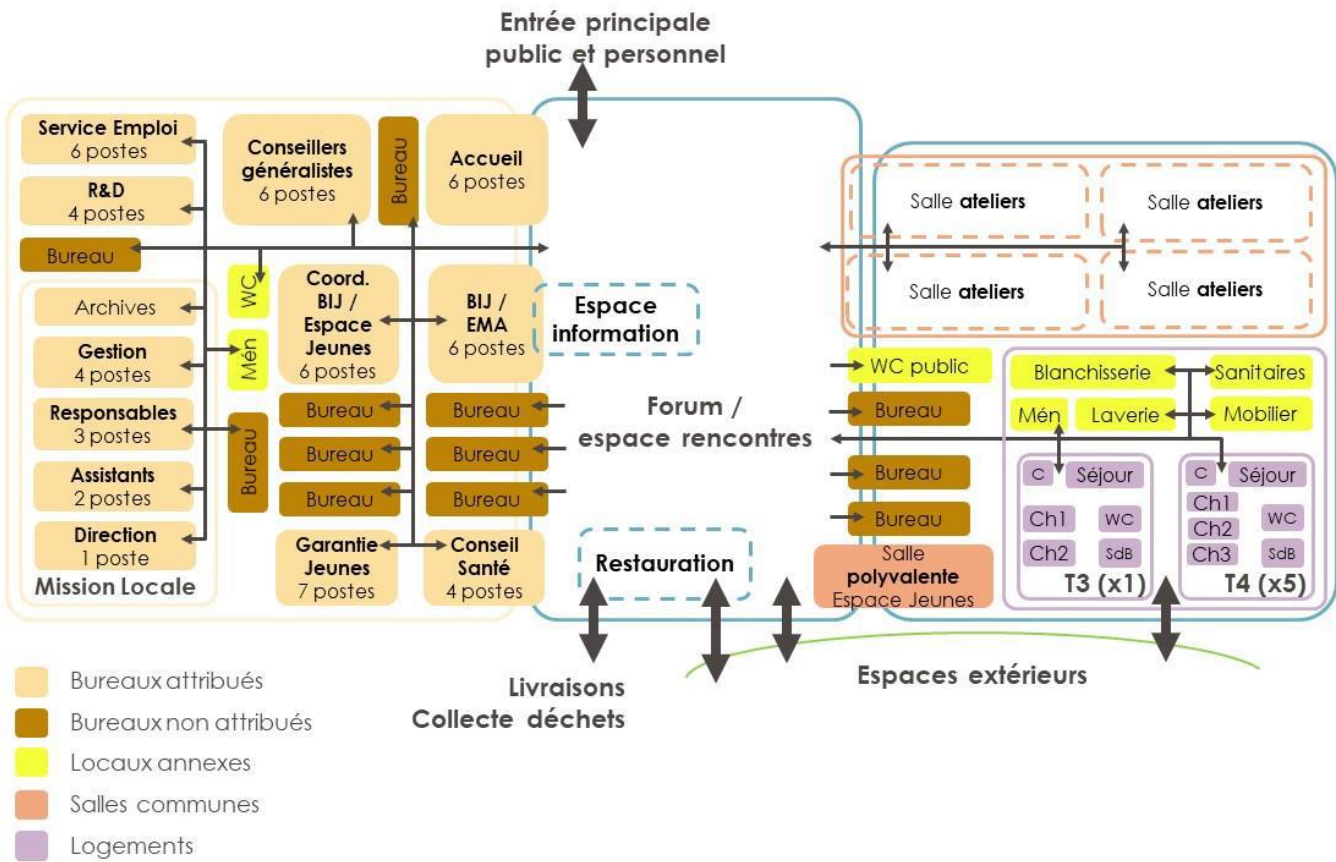 Entrée principale
public et personnel
Service Emploi
6 postes
R&D
4 postes
Bureau
Conseillers
généralistes
6 postes
Bureau
Accueil
6 postes
Archives
Gestion
4 postes
Responsables
3 postes
Assistants
2 postes
Direction
1 poste
Mission Locale
WC
Mén
Bureau
Coord.
BIJ /
Espace
Jeunes
6 postes
BIJ /
EMA
6 postes
Bureau
Bureau
Bureau
Bureau
Bureau
Bureau
Garantie
Jeunes
7 postes
Conseil
Santé
4 postes
Espace
information
Forum /
espace rencontres
Restauration
Salle ateliers
Salle ateliers
Salle ateliers
Salle ateliers
WC public
Bureau
Bureau
Bureau
Salle
polyvalente
Espace Jeunes
Blanchisserie
Sanitaires
Mén
Laverie
Mobilier
C
Séjour
Ch1
WC
Ch2
SdB
T3 (x1)
C
Séjour
Ch1
Ch2
WC
Ch3
SdB
T4 (x5)
Livraisons
Collecte déchets
Espaces extérieurs
Bureaux attribués
Bureaux non attribués
Locaux annexes
Salles communes
Logements